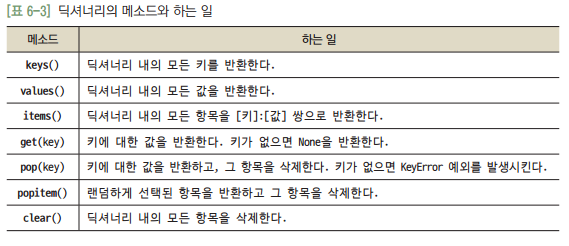 [표 6-3] 딕셔너리의 메소드와 하는 일
메소드 하는 일
keys() 딕셔너리 내의 모든 키를 반환한다.
values() 딕셔너리 내의 모든 값을 반환한다.
items() 딕셔너리 내의 모든 항목을 [키]:[값] 쌍으로 반환한다.
get(key) 키에 대한 값을 반환한다. 키가 없으면 None을 반환한다.
pop(key) 키에 대한 값을 반환하고, 그 항목을 삭제한다. 키가 없으면 KeyError 예외를 발생시킨다.
popitem() 랜덤하게 선택된 항목을 반환하고 그 항목을 삭제한다.
clear() 딕셔너리 내의 모든 항목을 삭제한다.